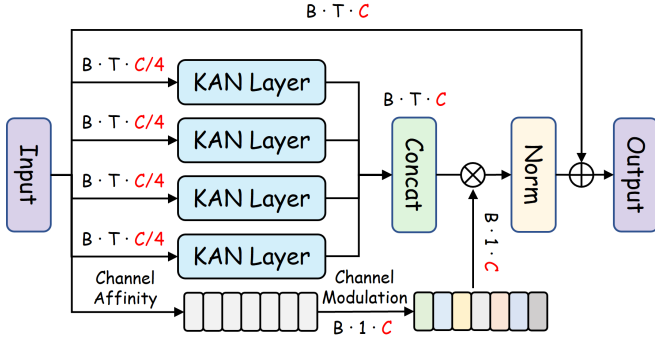 B · T · C
B · T · C/4
KAN Layer
B · T · C/4
KAN Layer
B · T · C/4
KAN Layer
B · T · C/4
KAN Layer
Input
B · T · C
Concat
Norm
Output
B · 1 · C
Channel
Affinity
Channel
Modulation
B · 1 · C